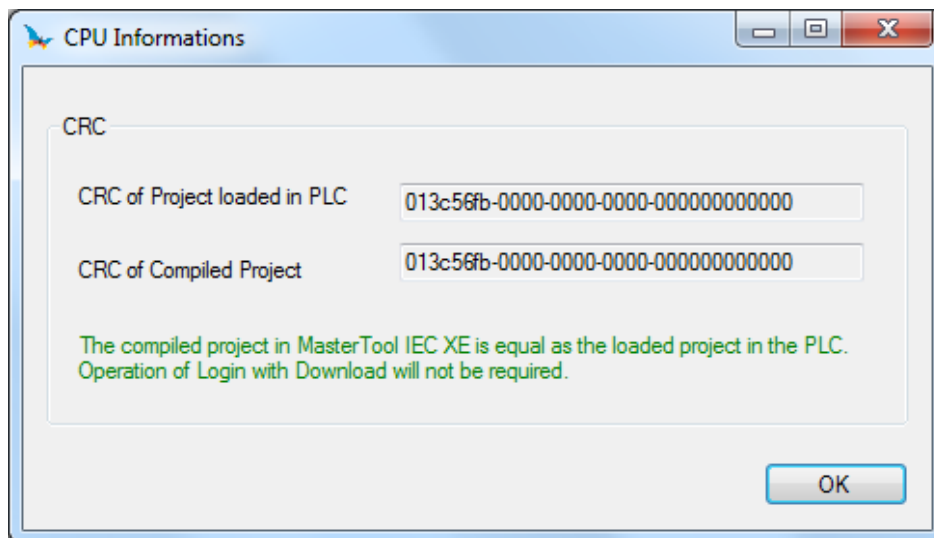 CPU Informations
CRC
CRC of Project loaded in PLC 013c56fb-0000-0000-0000-000000000000
CRC of Compiled Project 013c56fb-0000-0000-0000-000000000000
The compiled project in MasterTool IEC XE is equal as the loaded project in the PLC.
Operation of Login with Download will not be required.
OK